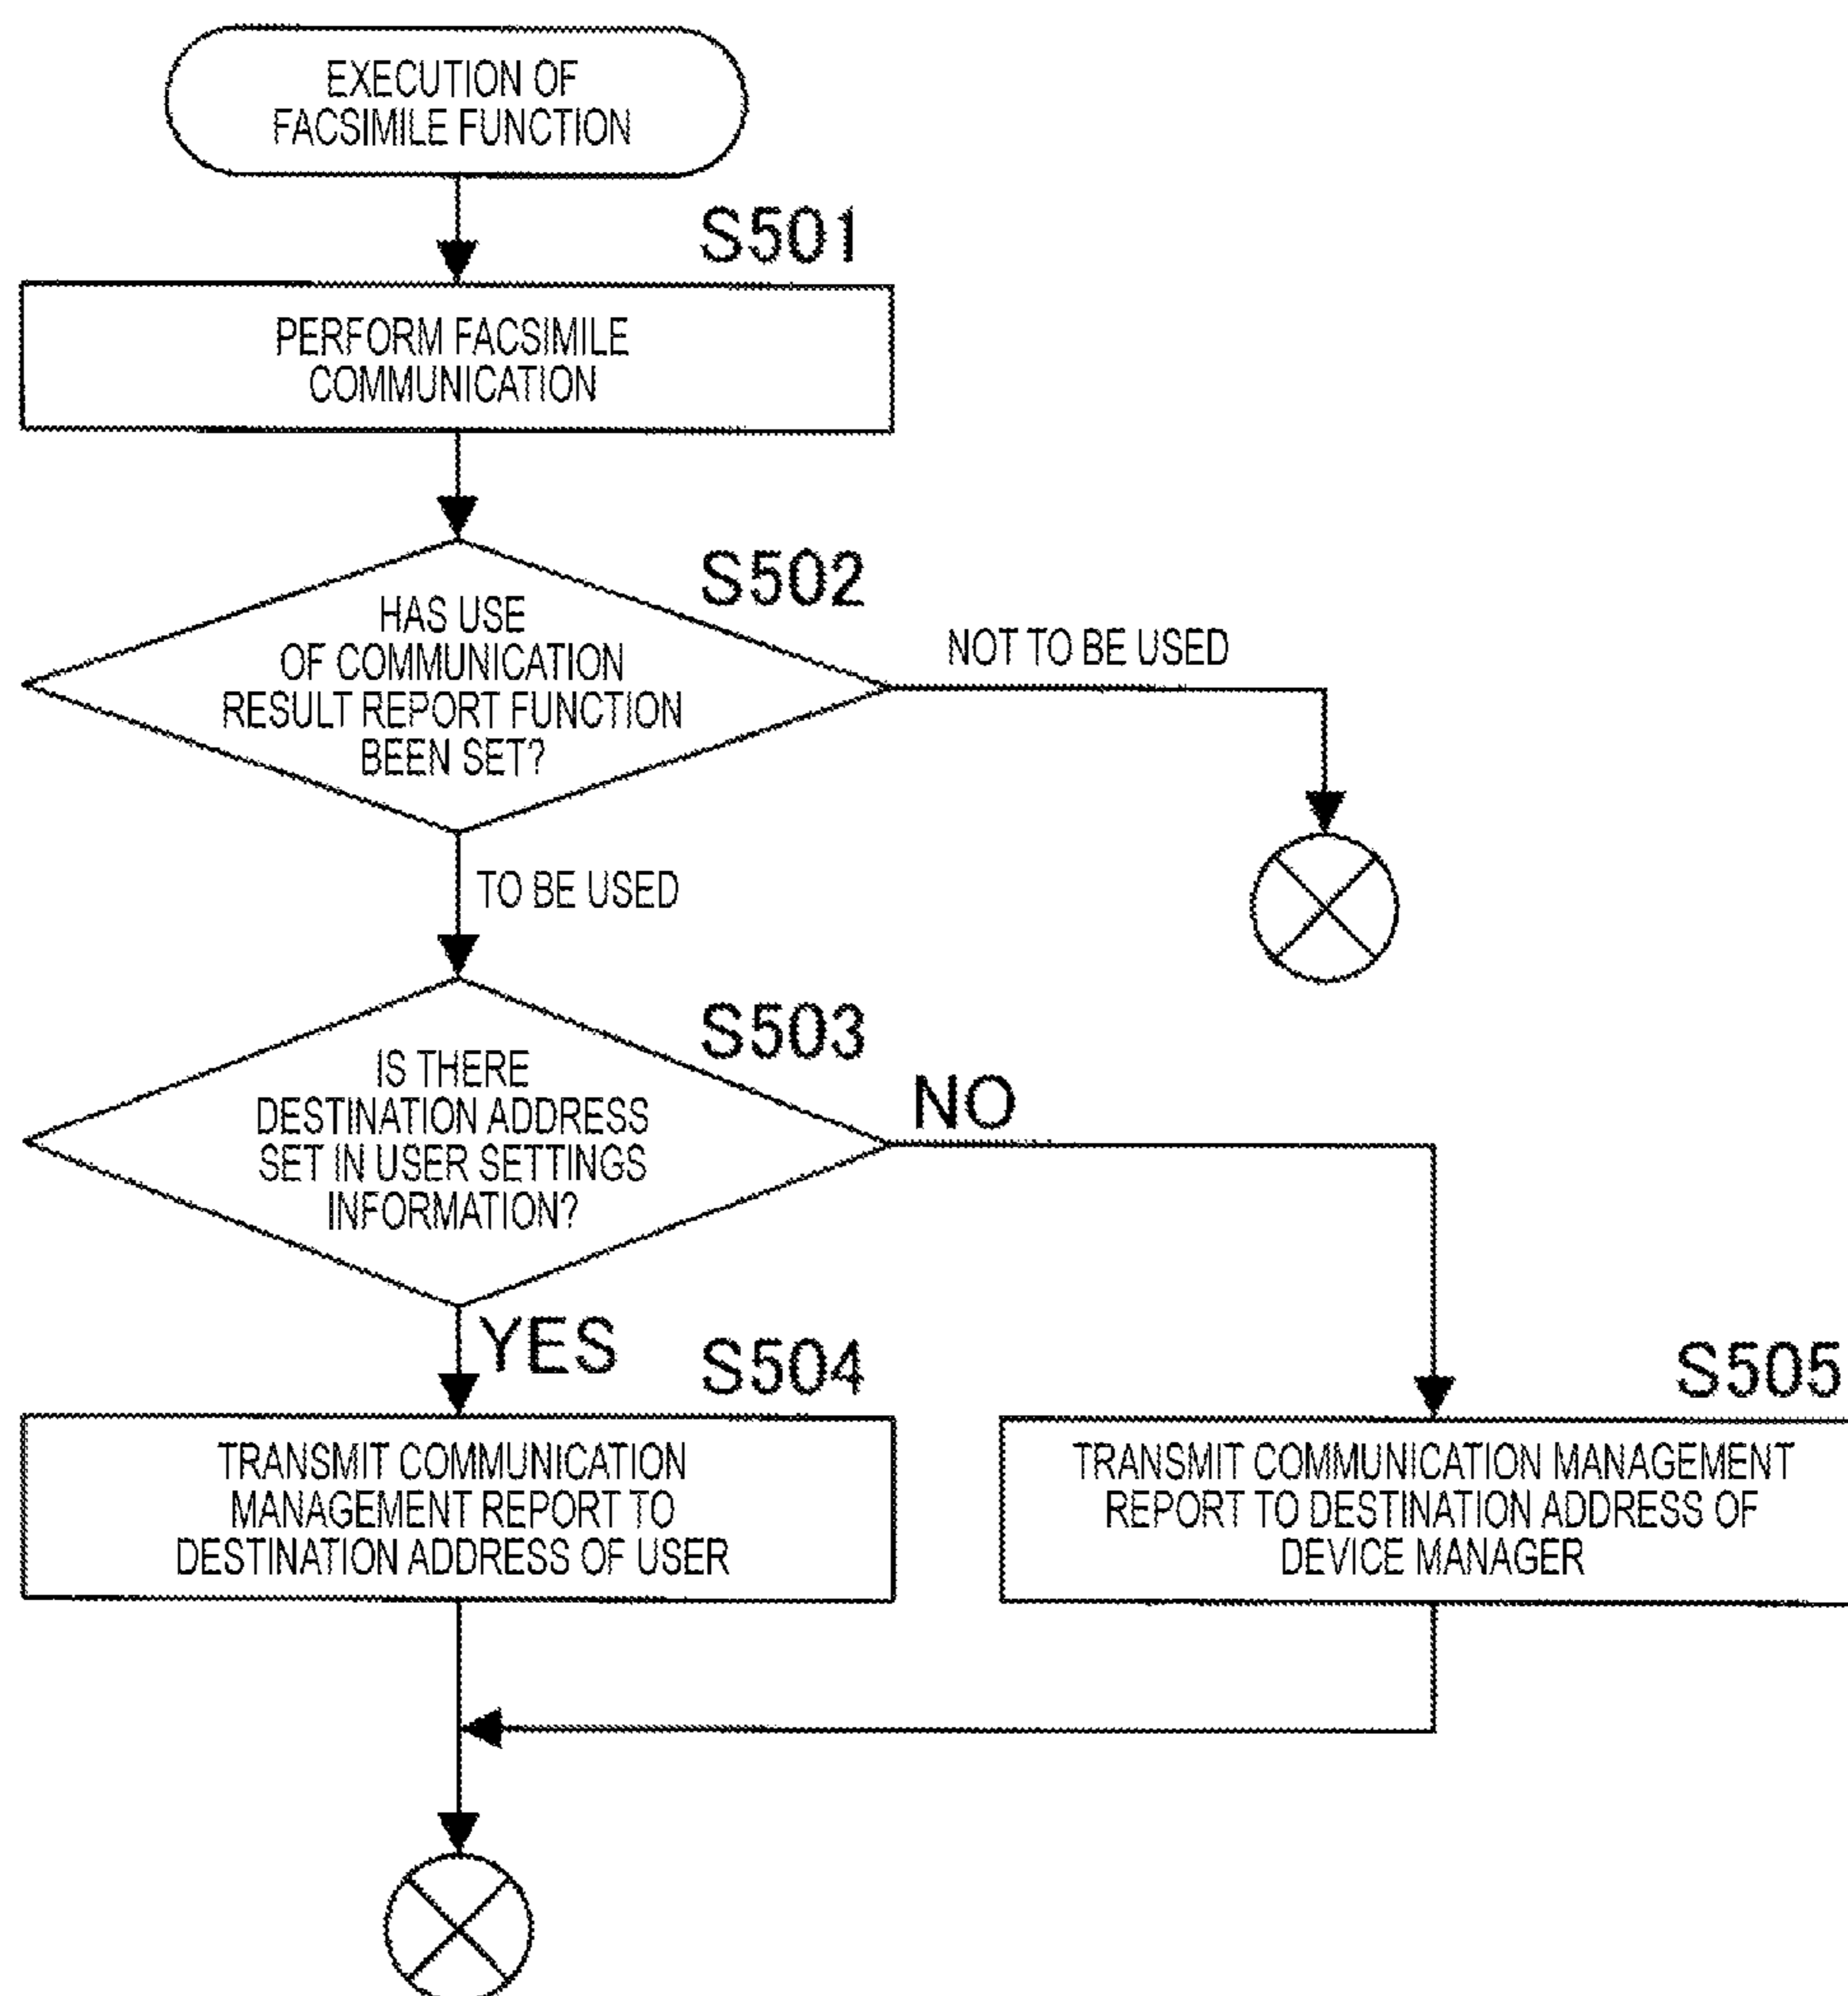 EXECUTION OF
FACSIMILE FUNCTION
S501
PERFORM FACSIMILE
COMMUNICATION
S502
HAS USE
OF COMMUNICATION
RESULT REPORT FUNCTION
BEEN SET?
NOT TO BE USED
TO BE USED
S503
IS THERE
DESTINATION ADDRESS
SET IN USER SETTINGS
INFORMATION?
NO
YES
S504
TRANSMIT COMMUNICATION
MANAGEMENT REPORT TO
DESTINATION ADDRESS OF USER
S505
TRANSMIT COMMUNICATION MANAGEMENT
REPORT TO DESTINATION ADDRESS OF
DEVICE MANAGER